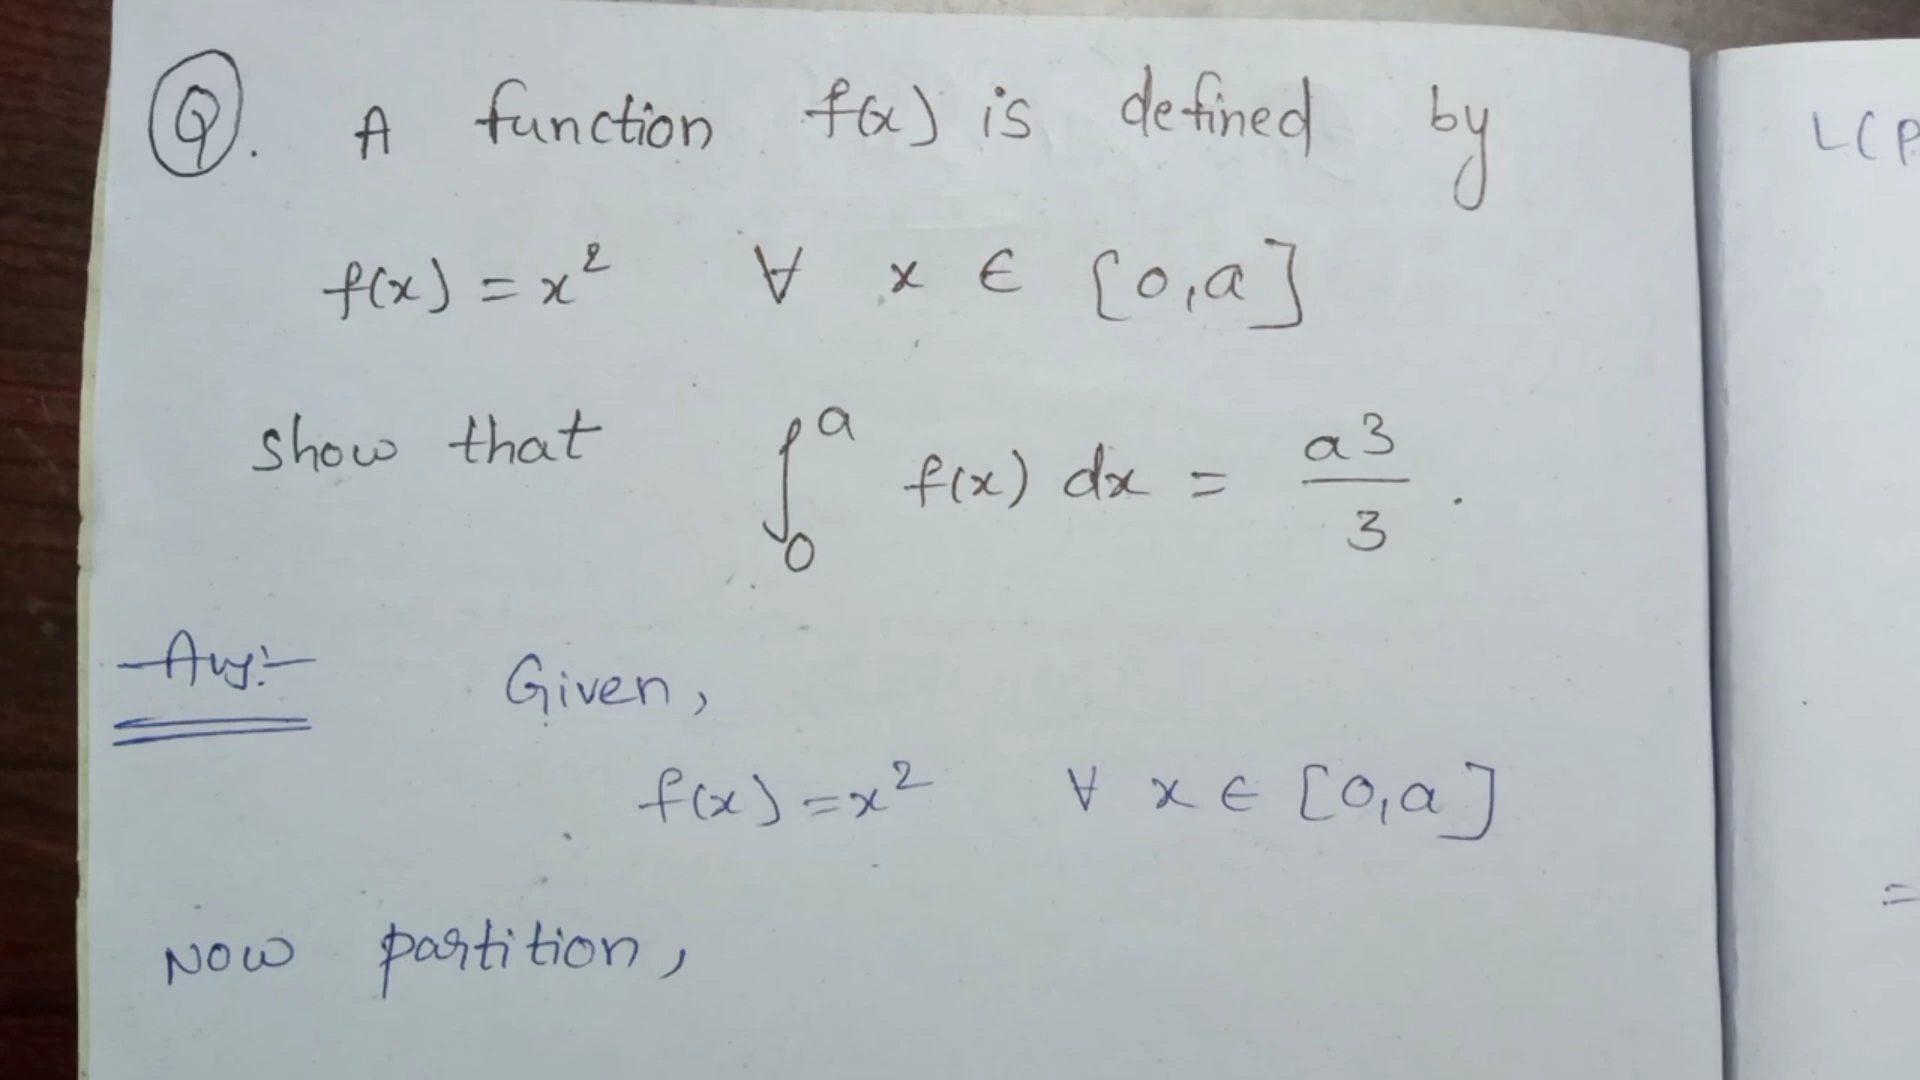 Q. A function f(x) is defined by
f(x) = x² ∀ x ∈ [0,a]
show that ∫₀ᵃ f(x) dx = a3/3 .
Ans:-
Given,
f(x) = x² ∀ x ∈ [0,a]
Now partition,
L(P
=